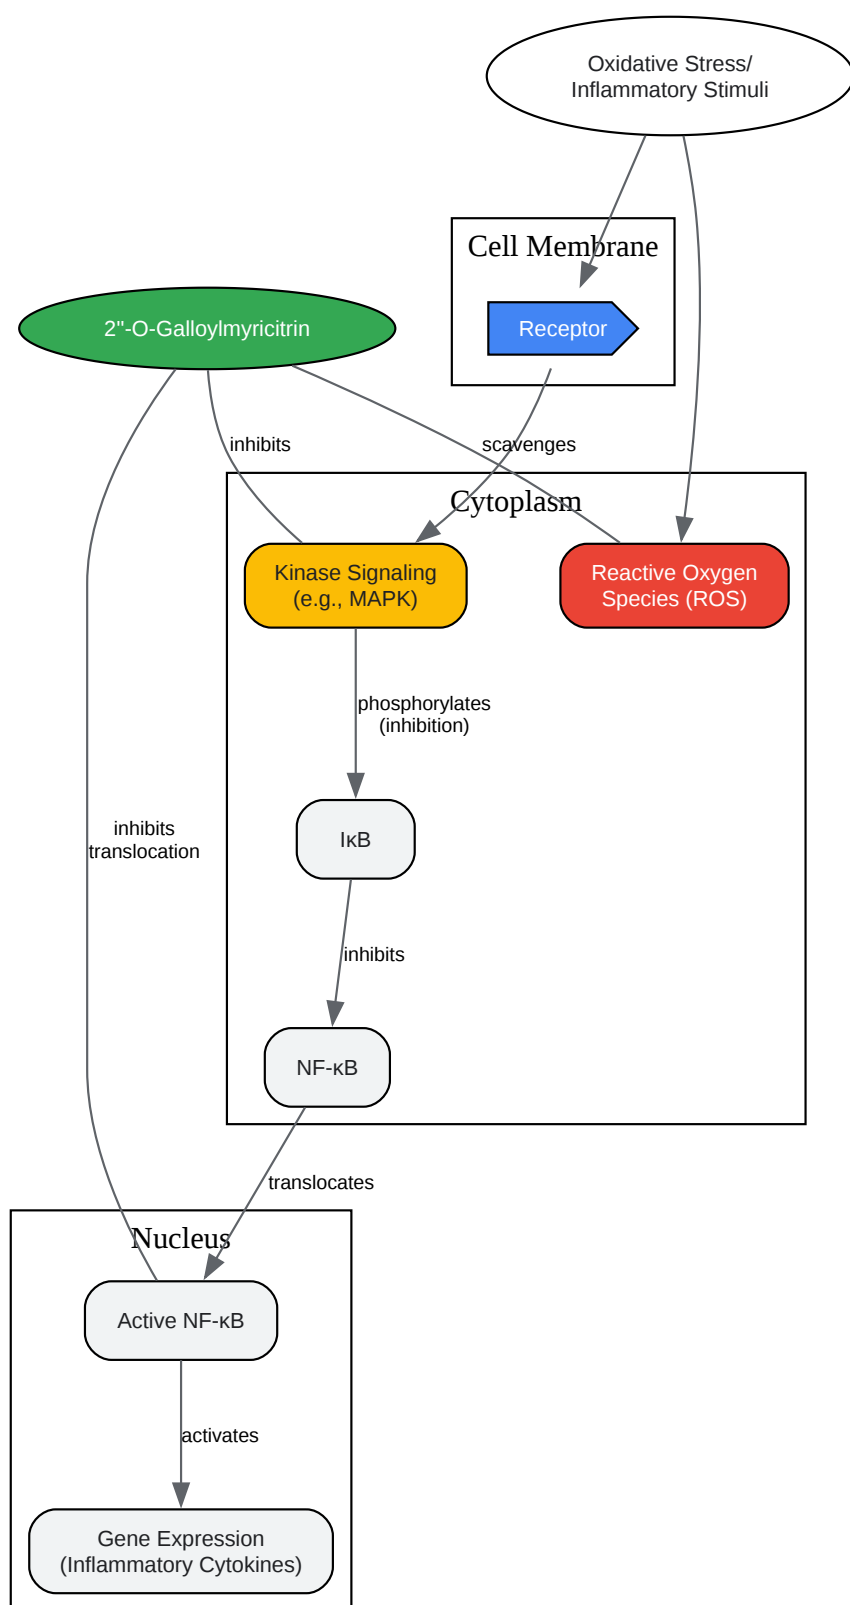 Oxidative Stress/
Inflammatory Stimuli
Cell Membrane
2"-O-Galloylmyricitrin
Receptor
inhibits
scavenges
Cytoplasm
Kinase Signaling
(e.g., MAPK)
Reactive Oxygen
Species (ROS)
phosphorylates
(inhibition)
inhibits
translocation
IκB
inhibits
NF-κB
translocates
Nucleus
Active NF-κB
activates
Gene Expression
(Inflammatory Cytokines)